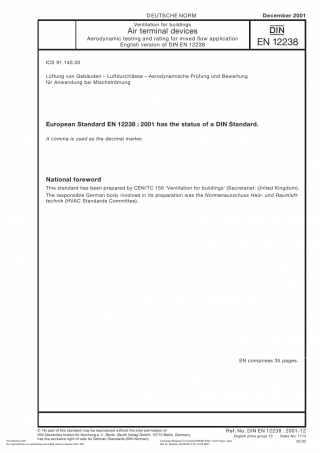 DEUTSCHE NORM
December 2001
Ventilation for buildings
Air terminal devices
Aerodynamic testing and rating for mixed flow application
English version of DIN EN 12238
DIN
EN 12238
ICS 91.140.30
Lüftung von Gebäuden – Luftdurchlässe – Aerodynamische Prüfung und Bewertung
für Anwendung bei Mischströmung
European Standard EN 12238 : 2001 has the status of a DIN Standard.
A comma is used as the decimal marker.
National foreword
This standard has been prepared by CEN/TC 156 ‘Ventilation for buildings’ (Secretariat: United Kingdom).
The responsible German body involved in its preparation was the Normenausschuss Heiz- und Raumluft-
technik (HVAC Standards Committee).
EN comprises 35 pages.
© No part of this standard may be reproduced without the prior permission of
DIN Deutsches Institut für Normung e. V., Berlin. Beuth Verlag GmbH, 10772 Berlin, Germany,
has the exclusive right of sale for German Standards (DIN-Normen).
Ref. No. DIN EN 12238 : 2001-12
English price group 13 Sales No. 1113